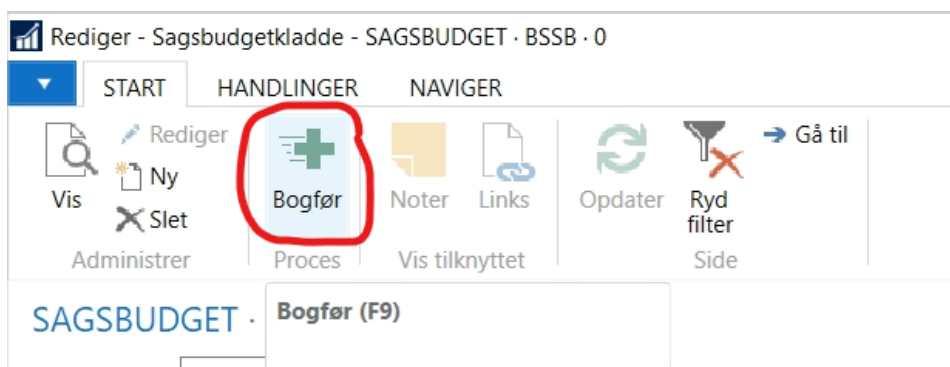 Rediger - Sagsbudgetkladde - SAGSBUDGET · BSSB · 0
START HANDLINGER NAVIGER
Vis
Rediger
Ny
Slet
Administrer
Bogfør
Proces
Noter
Links
Vis tilknyttet
Opdater
Ryd
filter
Gå til
Side
SAGSBUDGET ·
Bogfør (F9)